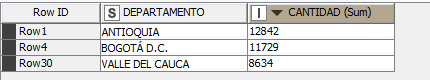 Row ID S DEPARTAMENTO I CANTIDAD (Sum)
Row1 ANTIOQUIA 12842
Row4 BOGOTÁ D.C. 11729
Row30 VALLE DEL CAUCA 8634